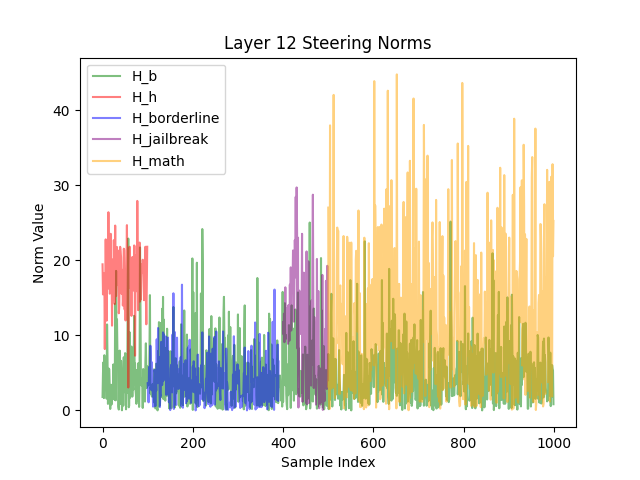 Layer 12 Steering Norms
H_b
H_h
H_borderline
H_jailbreak
H_math
Norm Value
40
30
20
10
0
0 200 400 600 800 1000
Sample Index